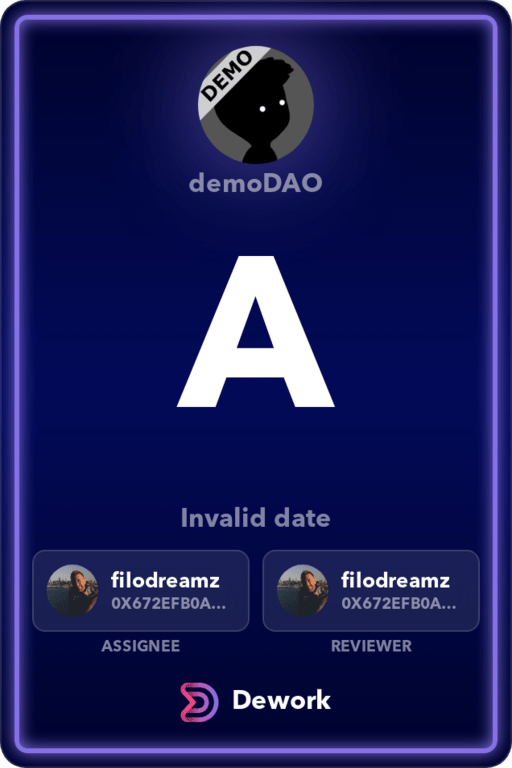 DEMO
demoDAO
A
Invalid date
filodreamz
0X672EFB0A...
ASSIGNEE
filodreamz
0X672EFB0A...
REVIEWER
Dework